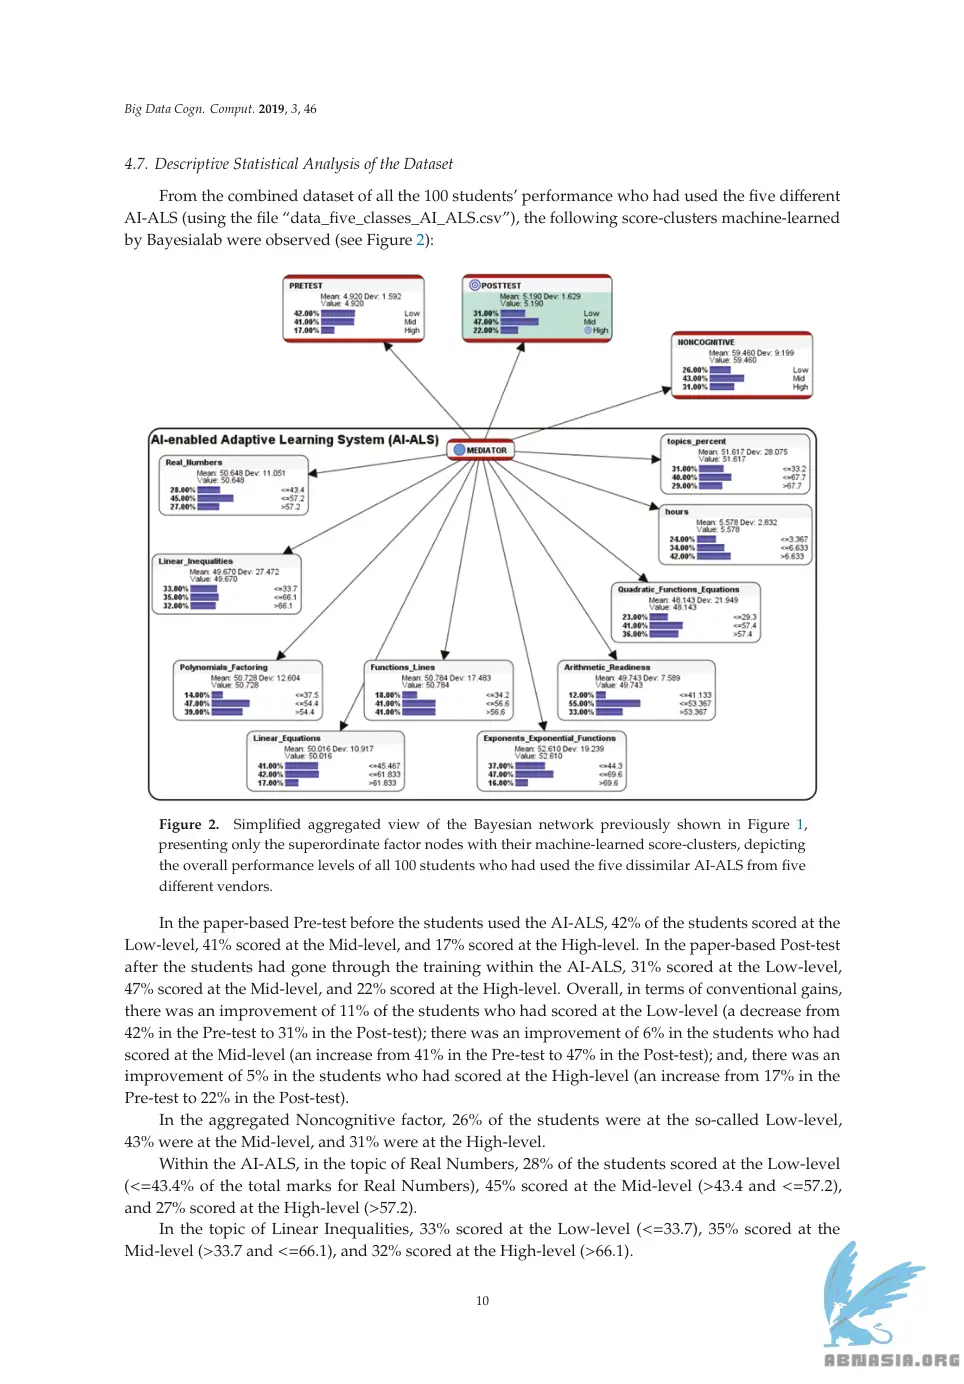 Big Data Cogn. Comput. 2019, 3, 46
4.7. Descriptive Statistical Analysis of the Dataset
From the combined dataset of all the 100 students' performance who had used the five different
AI-ALS (using the file “data_five_classes_AI_ALS.csv”), the following score-clusters machine-learned
by Bayesialab were observed (see Figure 2):
PRETEST
Mean: 4.920 Dev: 1.592
Value: 4.920
42.00% Low
41.00% Mid
17.00% High
POSTTEST
Mean: 5.190 Dev: 1.629
Value: 5.190
31.00% Low
47.00% Mid
22.00% High
NONCOGNITIVE
Mean: 59.460 Dev: 9.199
Value: 59.460
26.00% Low
43.00% Mid
31.00% High
AI-enabled Adaptive Learning System (AI-ALS)
MEDIATOR
Real_Numbers
Mean: 50.648 Dev: 11.051
Value: 50.648
28.00% <=43.4
45.00% <=57.2
27.00% >57.2
topics_percent
Mean: 51.617 Dev: 28.075
Value: 51.617
31.00% <=33.2
40.00% <=67.7
29.00% >67.7
hours
Mean: 5.578 Dev: 2.832
Value: 5.578
24.00% <=3.367
34.00% <=6.633
42.00% >6.633
Linear_Inequalities
Mean: 49.670 Dev: 27.472
Value: 49.670
33.00% <=33.7
35.00% <=66.1
32.00% >66.1
Quadratic_Functions_Equations
Mean: 48.143 Dev: 21.949
Value: 48.143
23.00% <=29.3
41.00% <=57.4
36.00% >57.4
Polynomials_Factoring
Mean: 50.728 Dev: 12.604
Value: 50.728
14.00% <=37.5
47.00% <=54.4
39.00% >54.4
Functions_Lines
Mean: 50.784 Dev: 17.483
Value: 50.784
18.00% <=34.2
41.00% <=56.6
41.00% >56.6
Arithmetic_Readiness
Mean: 49.743 Dev: 7.589
Value: 49.743
12.00% <=41.133
55.00% <=53.367
33.00% >53.367
Linear_Equations
Mean: 50.016 Dev: 10.917
Value: 50.016
41.00% <=45.467
42.00% <=61.833
17.00% >61.833
Exponents_Exponential_Functions
Mean: 52.610 Dev: 19.239
Value: 52.610
37.00% <=44.3
47.00% <=69.6
16.00% >69.6
Figure 2. Simplified aggregated view of the Bayesian network previously shown in Figure 1,
presenting only the superordinate factor nodes with their machine-learned score-clusters, depicting
the overall performance levels of all 100 students who had used the five dissimilar AI-ALS from five
different vendors.
In the paper-based Pre-test before the students used the AI-ALS, 42% of the students scored at the
Low-level, 41% scored at the Mid-level, and 17% scored at the High-level. In the paper-based Post-test
after the students had gone through the training within the AI-ALS, 31% scored at the Low-level,
47% scored at the Mid-level, and 22% scored at the High-level. Overall, in terms of conventional gains,
there was an improvement of 11% of the students who had scored at the Low-level (a decrease from
42% in the Pre-test to 31% in the Post-test); there was an improvement of 6% in the students who had
scored at the Mid-level (an increase from 41% in the Pre-test to 47% in the Post-test); and, there was an
improvement of 5% in the students who had scored at the High-level (an increase from 17% in the
Pre-test to 22% in the Post-test).
In the aggregated Noncognitive factor, 26% of the students were at the so-called Low-level,
43% were at the Mid-level, and 31% were at the High-level.
Within the AI-ALS, in the topic of Real Numbers, 28% of the students scored at the Low-level
(<=43.4% of the total marks for Real Numbers), 45% scored at the Mid-level (>43.4 and <=57.2),
and 27% scored at the High-level (>57.2).
In the topic of Linear Inequalities, 33% scored at the Low-level (<=33.7), 35% scored at the
Mid-level (>33.7 and <=66.1), and 32% scored at the High-level (>66.1).
10
ABNASIA.ORG